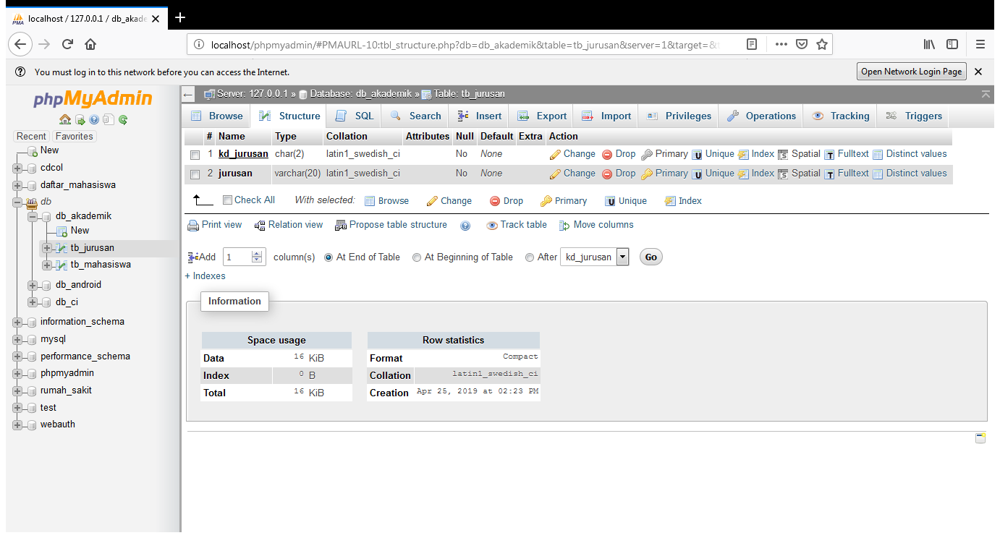 localhost / 127.0.0.1 / db_akade
localhost/phpmyadmin/#PMAURL-10:tbl_structure.php?db=db_akademik&table=tb_jurusan&server=1&target=&
You must log in to this network before you can access the Internet.
Open Network Login Page
phpMyAdmin
Recent Favorites
New
cdcol
daftar_mahasiswa
db
db_akademik
New
tb_jurusan
tb_mahasiswa
db_android
db_ci
information_schema
mysql
performance_schema
phpmyadmin
rumah_sakit
test
webauth
Server: 127.0.0.1 » Database: db_akademik » Table: tb_jurusan
Browse Structure SQL Search Insert Export Import Privileges Operations Tracking Triggers
# Name Type Collation Attributes Null Default Extra Action
1 kd_jurusan char(2) latin1_swedish_ci No None Change Drop Primary Unique Index Spatial Fulltext Distinct values
2 jurusan varchar(20) latin1_swedish_ci No None Change Drop Primary Unique Index Spatial Fulltext Distinct values
Check All With selected: Browse Change Drop Primary Unique Index
Print view Relation view Propose table structure Track table Move columns
Add 1 column(s) At End of Table At Beginning of Table After kd_jurusan Go
+ Indexes
Information
Space usage
Data 16 KiB
Index 0 B
Total 16 KiB
Row statistics
Format Compact
Collation latin1_swedish_ci
Creation Apr 25, 2019 at 02:23 PM